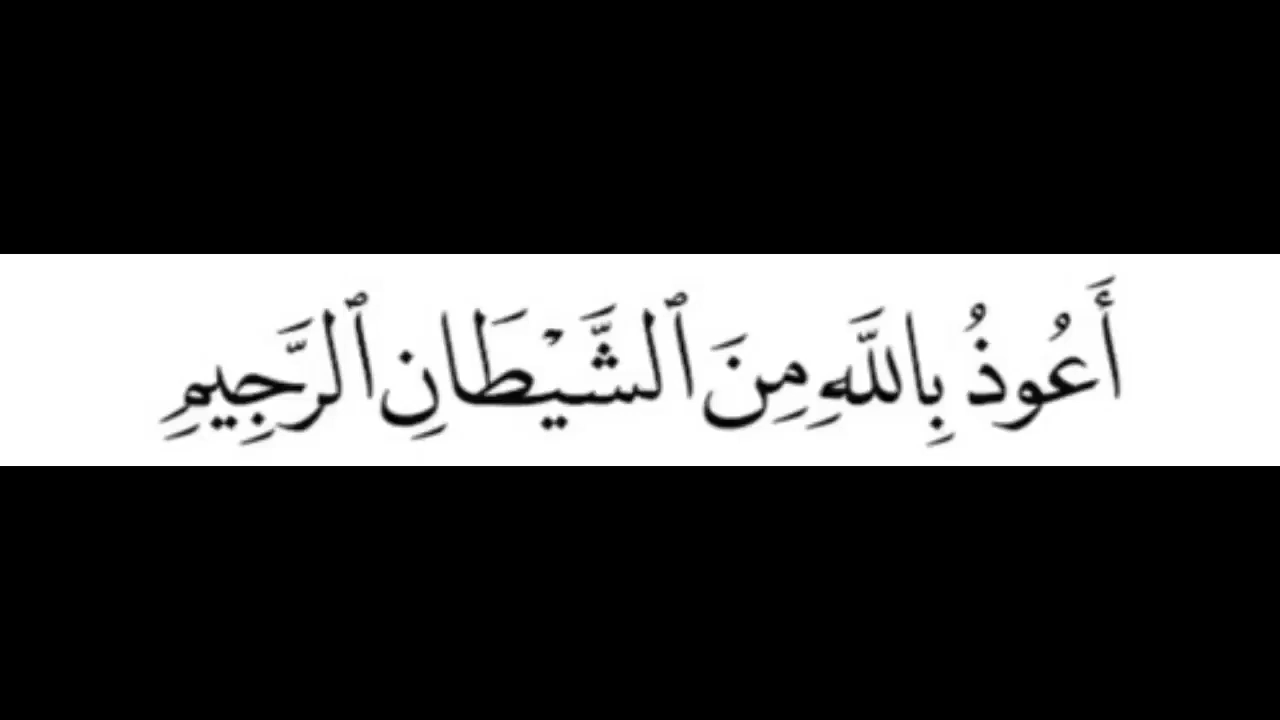 أَعُوذُ بِاللَّهِ مِنَ ٱلشَّيْطَانِ ٱلرَّجِيمِ